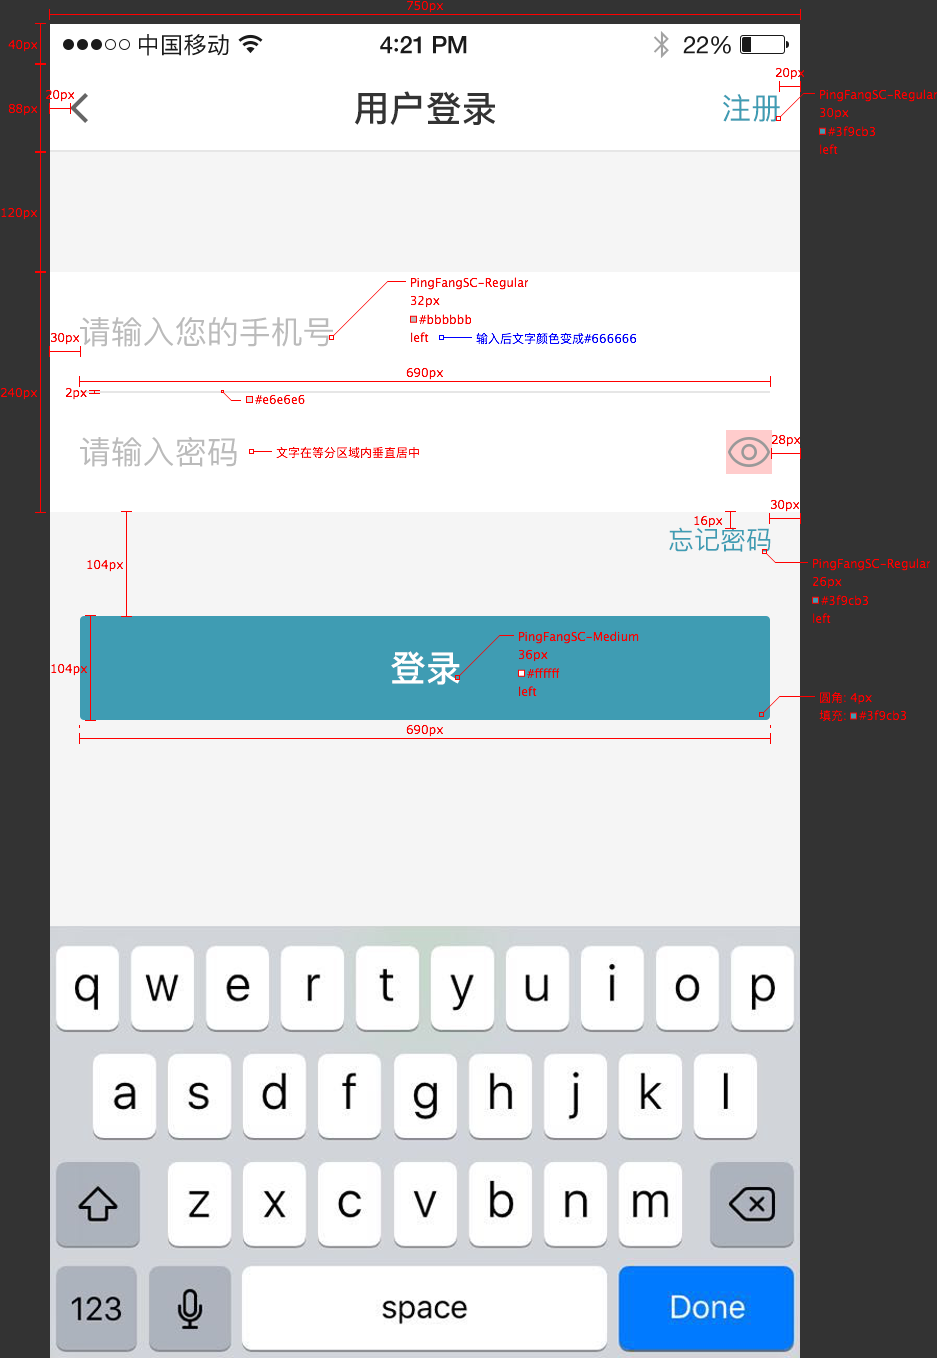 750px
40px
中国移动
4:21 PM
22%
20px
88px
20px
用户登录
注册
PingFangSC-Regular
30px
#3f9cb3
left
120px
PingFangSC-Regular
32px
#bbbbbb
left
输入后文字颜色变成#666666
请输入您的手机号
30px
690px
240px
2px
#e6e6e6
请输入密码
文字在等分区域内垂直居中
28px
30px
16px
忘记密码
104px
PingFangSC-Regular
26px
#3f9cb3
left
104px
登录
PingFangSC-Medium
36px
#ffffff
left
圆角: 4px
填充: #3f9cb3
690px
q w e r t y u i o p
a s d f g h j k l
z x c v b n m
123
space
Done